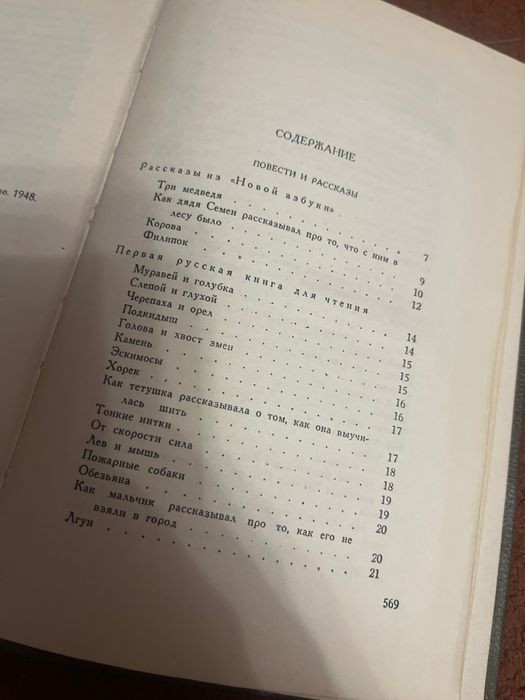 о. 1948.
СОДЕРЖАНИЕ
ПОВЕСТИ И РАССКАЗЫ
Рассказы из «Новой азбуки»
Три медведя . . . . . . . . . . 7
Как дядя Семен рассказывал про то, что с ним в
лесу было . . . . . . . . . . 9
Корова . . . . . . . . . . 10
Филипок . . . . . . . . . . 12
Первая русская книга для чтения
Муравей и голубка . . . . . . . . . . 14
Слепой и глухой . . . . . . . . . . 14
Черепаха и орел . . . . . . . . . . 15
Подкидыш . . . . . . . . . . 15
Голова и хвост змеи . . . . . . . . . . 15
Камень . . . . . . . . . . 16
Эскимосы . . . . . . . . . . 16
Хорек . . . . . . . . . . 17
Как тетушка рассказывала о том, как она выучи-
лась шить . . . . . . . . . . 17
Тонкие нитки . . . . . . . . . . 18
От скорости сила . . . . . . . . . . 18
Лев и мышь . . . . . . . . . . 19
Пожарные собаки . . . . . . . . . . 19
Обезьяна . . . . . . . . . . 20
Как мальчик рассказывал про то, как его не
взяли в город . . . . . . . . . . 20
Лгун . . . . . . . . . . 21
569